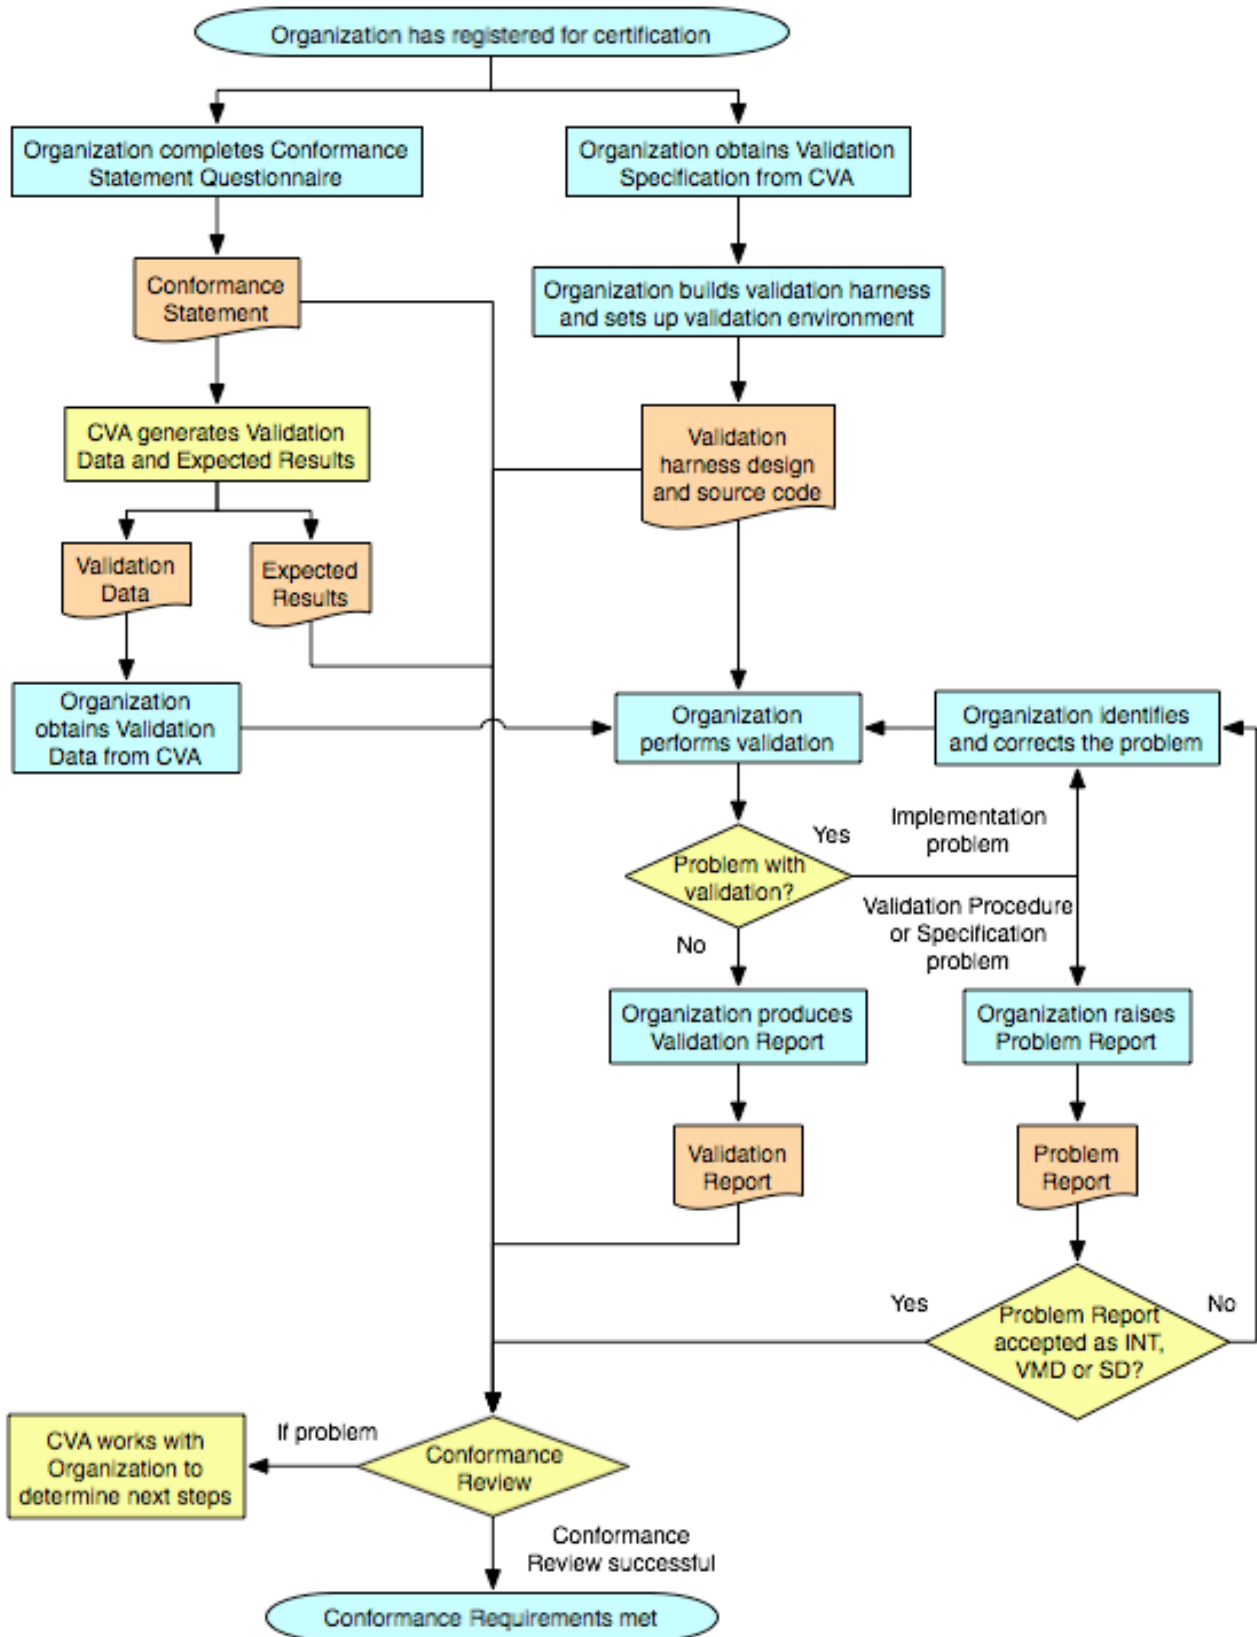 Organization has registered for certification
Organization completes Conformance
Statement Questionnaire
Organization obtains Validation
Specification from CVA
Conformance
Statement
Organization builds validation harness
and sets up validation environment
CVA generates Validation
Data and Expected Results
Validation
harness design
and source code
Validation
Data
Expected
Results
Organization
obtains Validation
Data from CVA
Organization
performs validation
Organization identifies
and corrects the problem
Problem with
validation?
Yes
Implementation
problem
Validation Procedure
or Specification
problem
No
Organization produces
Validation Report
Organization raises
Problem Report
Validation
Report
Problem
Report
Problem Report
accepted as INT,
VMD or SD?
Yes
No
Conformance
Review
If problem
CVA works with
Organization to
determine next steps
Conformance
Review successful
Conformance Requirements met